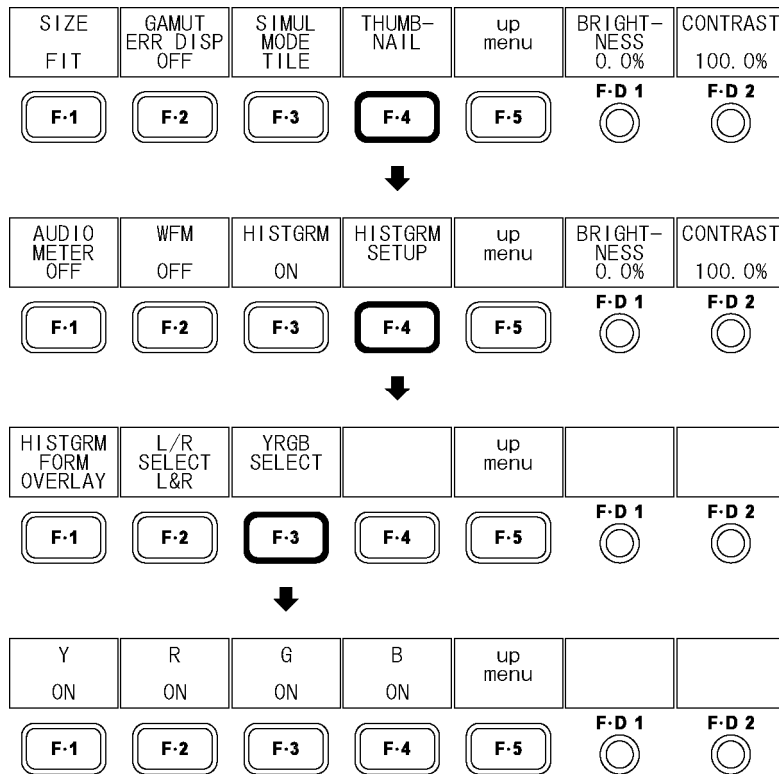 SIZE
FIT
GAMUT
ERR DISP
OFF
SIMUL
MODE
TILE
THUMB-
NAIL
up
menu
BRIGHT-
NESS
0.0%
CONTRAST
100.0%
F·1
F·2
F·3
F·4
F·5
F·D 1
F·D 2
AUDIO
METER
OFF
WFM
OFF
HISTGRM
ON
HISTGRM
SETUP
up
menu
BRIGHT-
NESS
0.0%
CONTRAST
100.0%
F·1
F·2
F·3
F·4
F·5
F·D 1
F·D 2
HISTGRM
FORM
OVERLAY
L/R
SELECT
L&R
YRGB
SELECT
up
menu
F·1
F·2
F·3
F·4
F·5
F·D 1
F·D 2
Y
ON
R
ON
G
ON
B
ON
up
menu
F·1
F·2
F·3
F·4
F·5
F·D 1
F·D 2